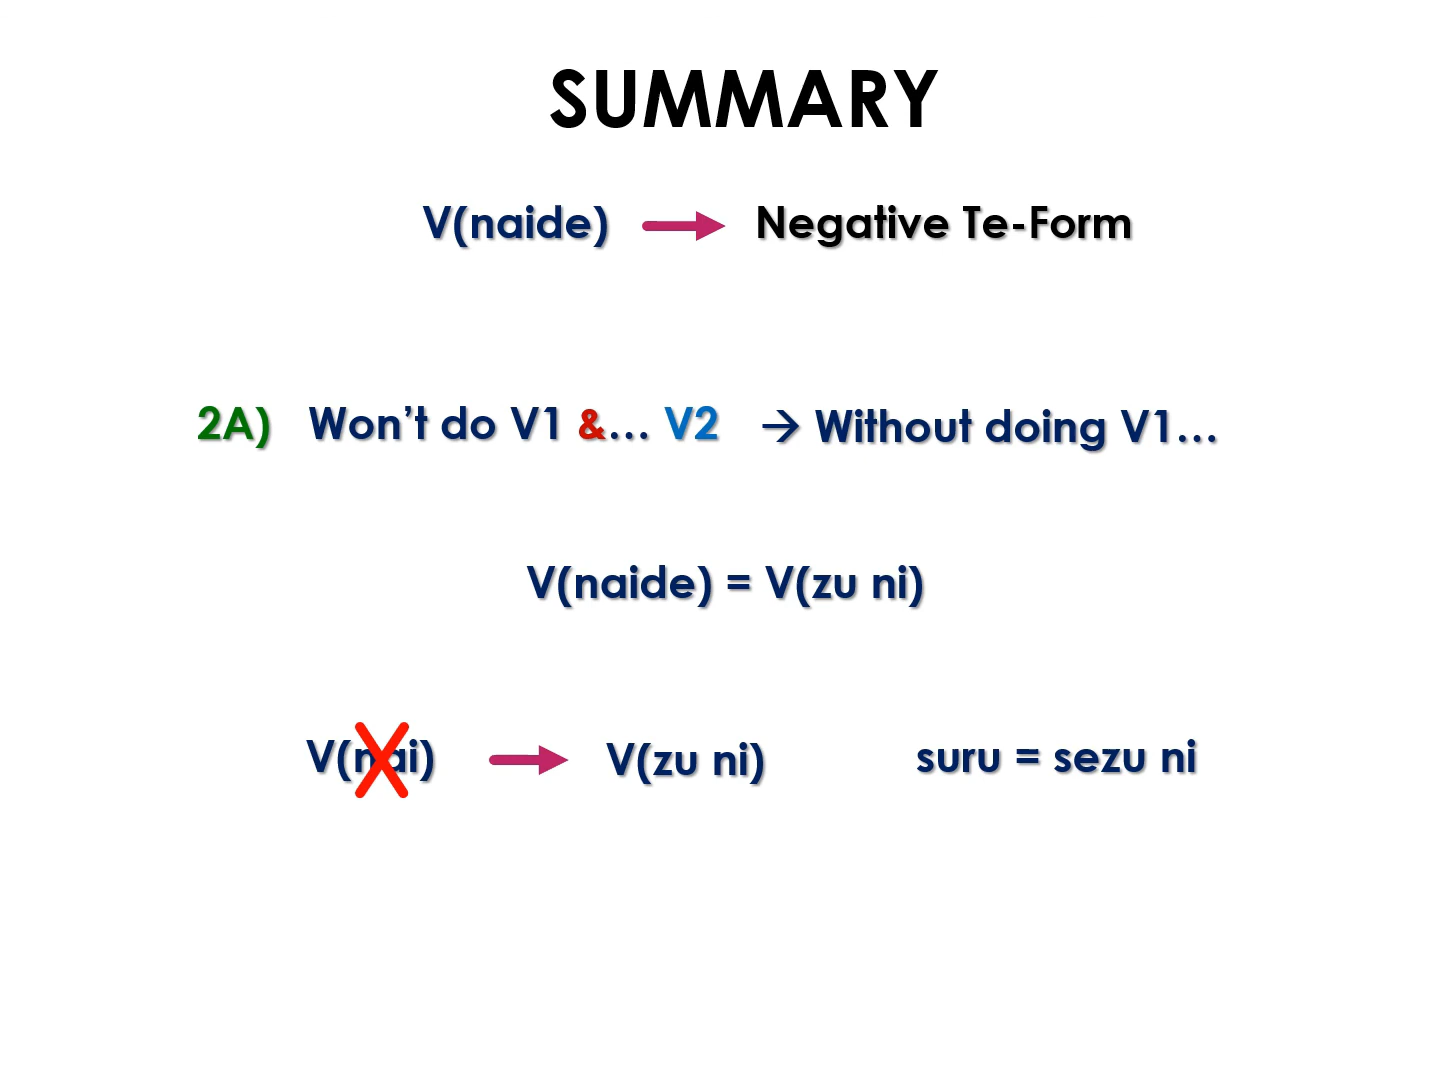 SUMMARY
V(naide) → Negative Te-Form
2A) Won’t do V1 &… V2 → Without doing V1…
V(naide) = V(zu ni)
V(nai) → V(zu ni) suru = sezu ni